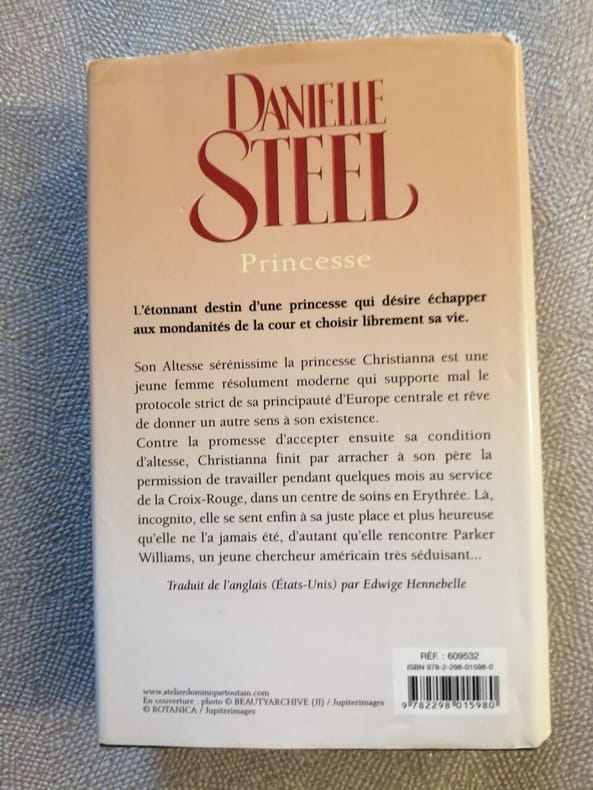 DANIELLE
STEEL
Princesse
L'étonnant destin d'une princesse qui désire échapper
aux mondanités de la cour et choisir librement sa vie.
Son Altesse sérénissime la princesse Christianna est une
jeune femme résolument moderne qui supporte mal le
protocole strict de sa principauté d'Europe centrale et rêve
de donner un autre sens à son existence.
Contre la promesse d'accepter ensuite sa condition
d'altesse, Christianna finit par arracher à son père la
permission de travailler pendant quelques mois au service
de la Croix-Rouge, dans un centre de soins en Erythrée. Là,
incognito, elle se sent enfin à sa juste place et plus heureuse
qu'elle ne l'a jamais été, d'autant qu'elle rencontre Parker
Williams, un jeune chercheur américain très séduisant...
Traduit de l'anglais (États-Unis) par Edwige Hennebelle
RÉF. : 609532
ISBN 978-2-298-01598-0
9 782298 015980
www.atelierdominiquetoutain.com
En couverture : photo © BEAUTYARCHIVE (JI) / Jupiterimages
© BOTANICA / Jupiterimages